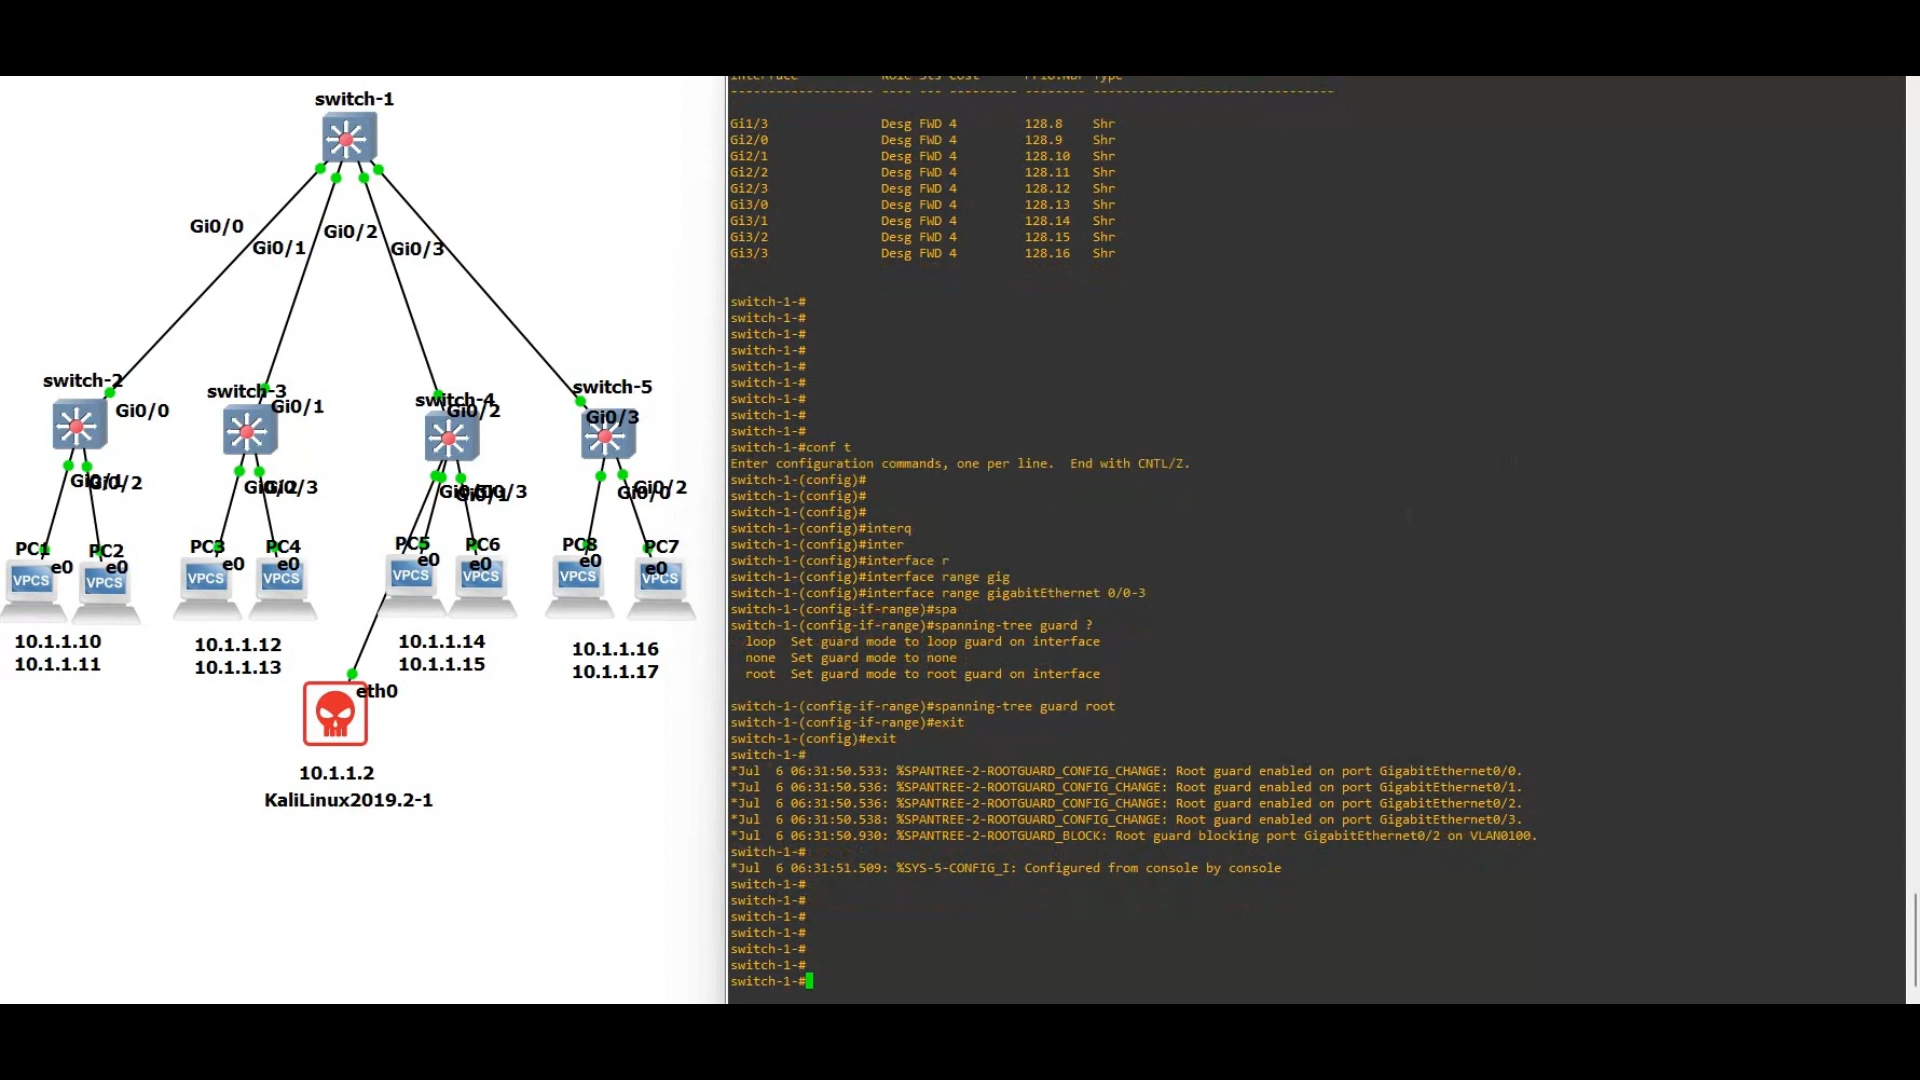 switch-1
Gi0/0
Gi0/1
Gi0/2
Gi0/3
switch-2
Gi0/0
switch-3
Gi0/1
switch-4
Gi0/2
switch-5
Gi0/3
Gi0/1
Gi0/2
Gi0/2
Gi0/3
Gi0/1
Gi0/3
Gi0/0
Gi0/2
PC1
e0
PC2
e0
PC3
e0
PC4
e0
PC5
e0
PC6
e0
PC8
e0
PC7
e0
VPCS
VPCS
VPCS
VPCS
VPCS
VPCS
VPCS
VPCS
10.1.1.10
10.1.1.11
10.1.1.12
10.1.1.13
10.1.1.14
10.1.1.15
10.1.1.16
10.1.1.17
eth0
10.1.1.2
KaliLinux2019.2-1
Interface Role Sts Cost Prio.Nbr Type
------------------- ---- --- --------- -------- --------------------------------
Gi1/3 Desg FWD 4 128.8 Shr
Gi2/0 Desg FWD 4 128.9 Shr
Gi2/1 Desg FWD 4 128.10 Shr
Gi2/2 Desg FWD 4 128.11 Shr
Gi2/3 Desg FWD 4 128.12 Shr
Gi3/0 Desg FWD 4 128.13 Shr
Gi3/1 Desg FWD 4 128.14 Shr
Gi3/2 Desg FWD 4 128.15 Shr
Gi3/3 Desg FWD 4 128.16 Shr
switch-1-#
switch-1-#
switch-1-#
switch-1-#
switch-1-#
switch-1-#
switch-1-#
switch-1-#
switch-1-#
switch-1-#conf t
Enter configuration commands, one per line. End with CNTL/Z.
switch-1-(config)#
switch-1-(config)#
switch-1-(config)#
switch-1-(config)#interq
switch-1-(config)#inter
switch-1-(config)#interface r
switch-1-(config)#interface range gig
switch-1-(config)#interface range gigabitEthernet 0/0-3
switch-1-(config-if-range)#spa
switch-1-(config-if-range)#spanning-tree guard ?
loop Set guard mode to loop guard on interface
none Set guard mode to none
root Set guard mode to root guard on interface
switch-1-(config-if-range)#spanning-tree guard root
switch-1-(config-if-range)#exit
switch-1-(config)#exit
switch-1-#
*Jul 6 06:31:50.533: %SPANTREE-2-ROOTGUARD_CONFIG_CHANGE: Root guard enabled on port GigabitEthernet0/0.
*Jul 6 06:31:50.536: %SPANTREE-2-ROOTGUARD_CONFIG_CHANGE: Root guard enabled on port GigabitEthernet0/1.
*Jul 6 06:31:50.536: %SPANTREE-2-ROOTGUARD_CONFIG_CHANGE: Root guard enabled on port GigabitEthernet0/2.
*Jul 6 06:31:50.538: %SPANTREE-2-ROOTGUARD_CONFIG_CHANGE: Root guard enabled on port GigabitEthernet0/3.
*Jul 6 06:31:50.930: %SPANTREE-2-ROOTGUARD_BLOCK: Root guard blocking port GigabitEthernet0/2 on VLAN0100.
switch-1-#
*Jul 6 06:31:51.509: %SYS-5-CONFIG_I: Configured from console by console
switch-1-#
switch-1-#
switch-1-#
switch-1-#
switch-1-#
switch-1-#
switch-1-#